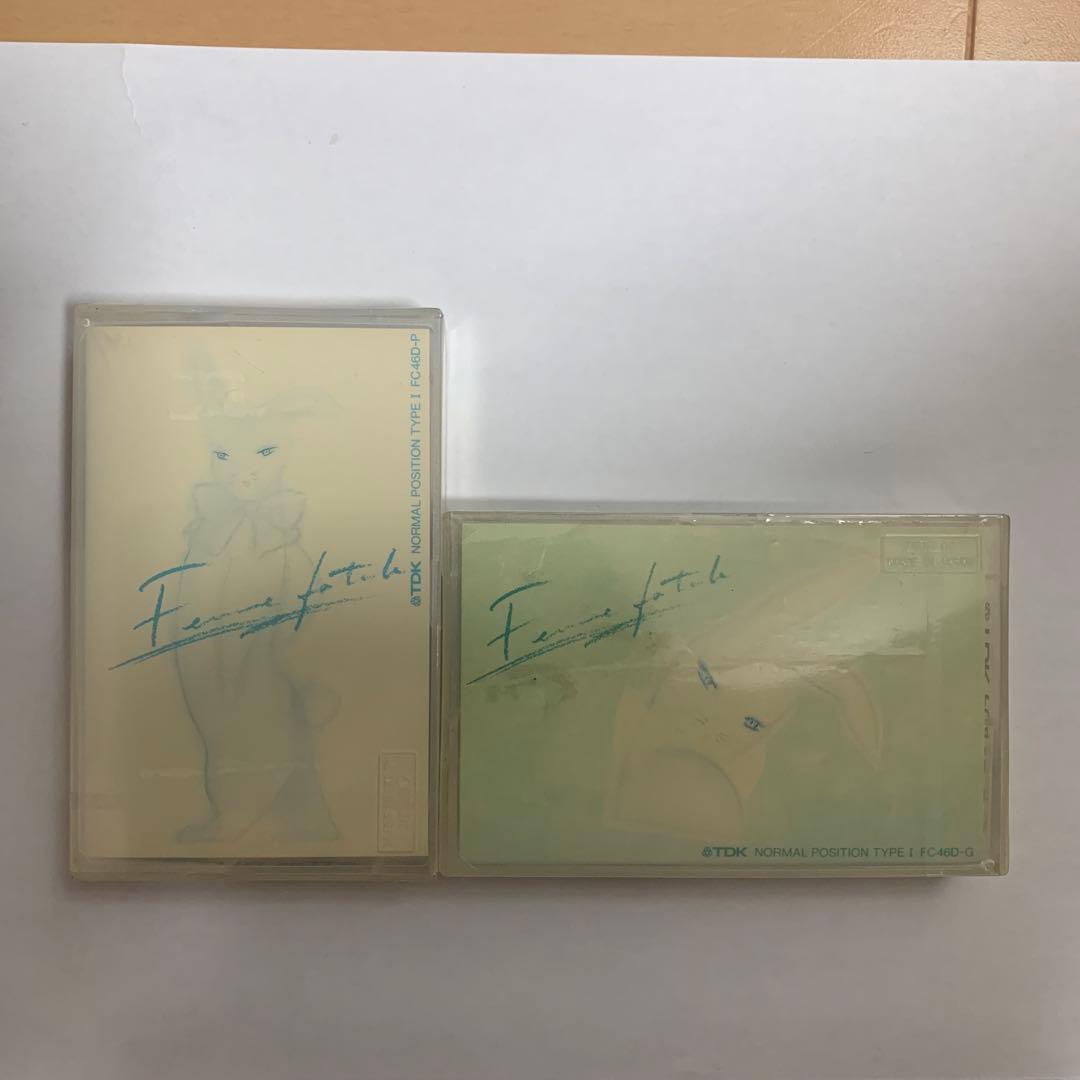 Femme fatale
TDK NORMAL POSITION TYPE I FC46D-P
Femme fatale
TDK NORMAL POSITION TYPE I FC46D-G